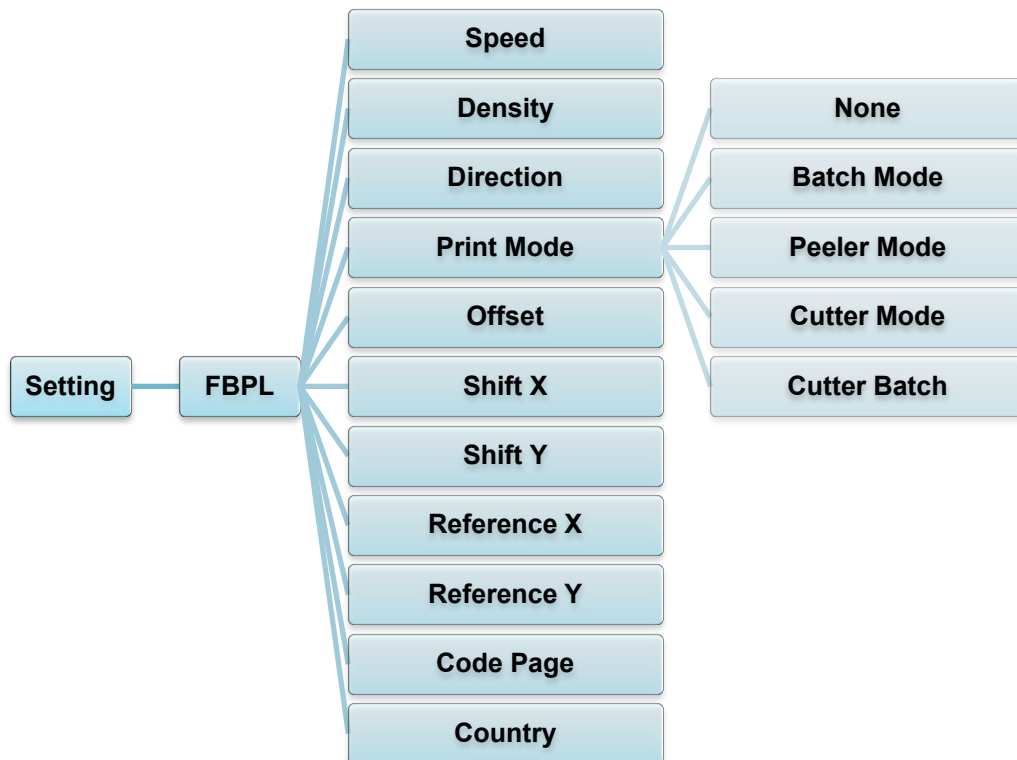 Setting
FBPL
Speed
Density
Direction
Print Mode
Offset
Shift X
Shift Y
Reference X
Reference Y
Code Page
Country
None
Batch Mode
Peeler Mode
Cutter Mode
Cutter Batch